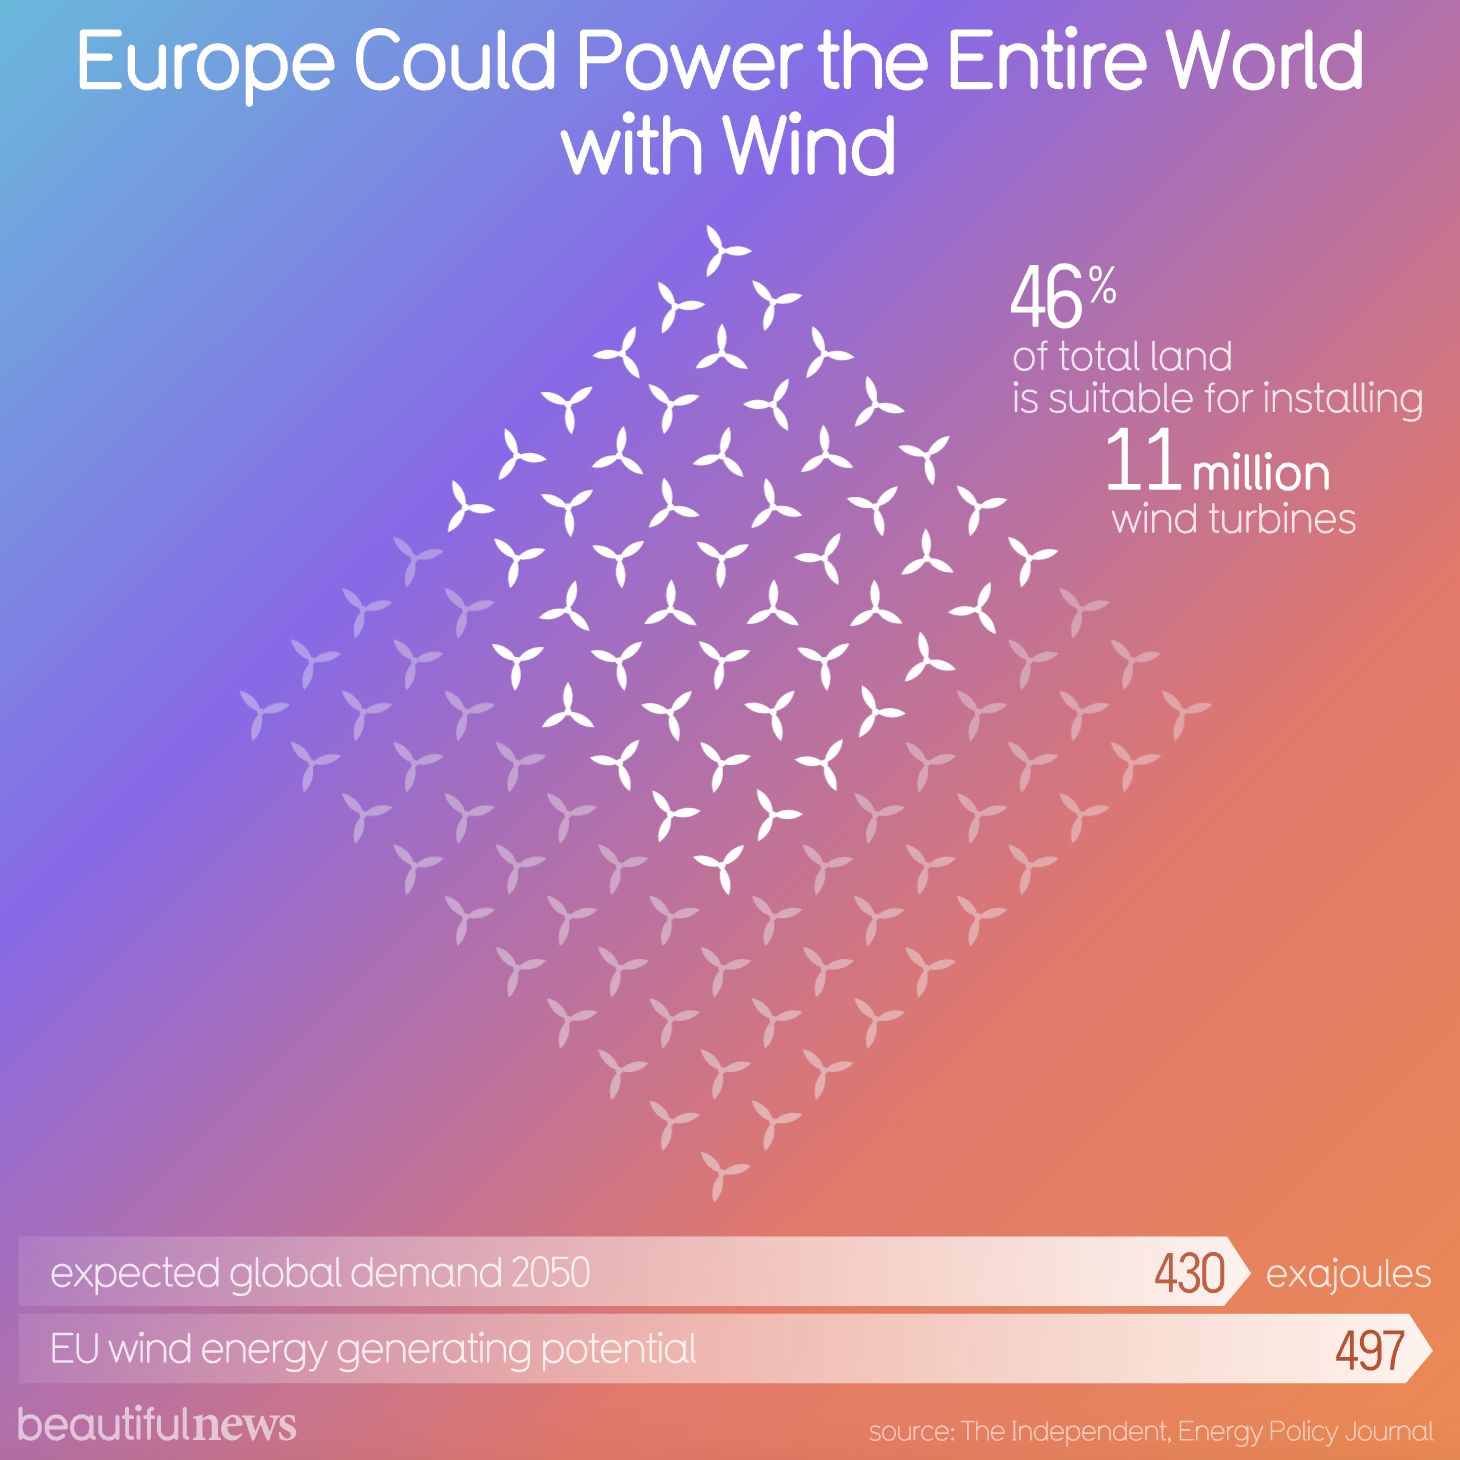 Europe Could Power the Entire World
with Wind
46%
of total land
is suitable for installing
11 million
wind turbines
expected global demand 2050 430 exajoules
EU wind energy generating potential 497
beautifulnews
source: The Independent, Energy Policy Journal